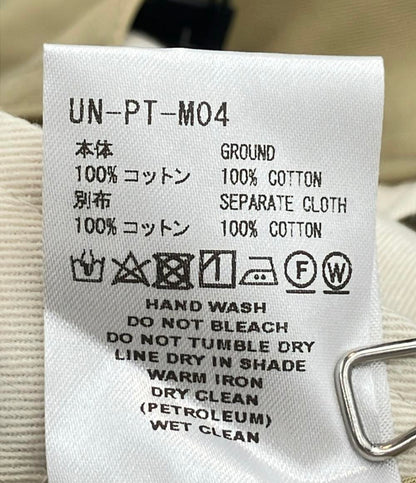 UN-PT-M04
本体 GROUND
100% コットン 100% COTTON
別布 SEPARATE CLOTH
100% コットン 100% COTTON
F W
HAND WASH
DO NOT BLEACH
DO NOT TUMBLE DRY
LINE DRY IN SHADE
WARM IRON
DRY CLEAN
(PETROLEUM)
WET CLEAN